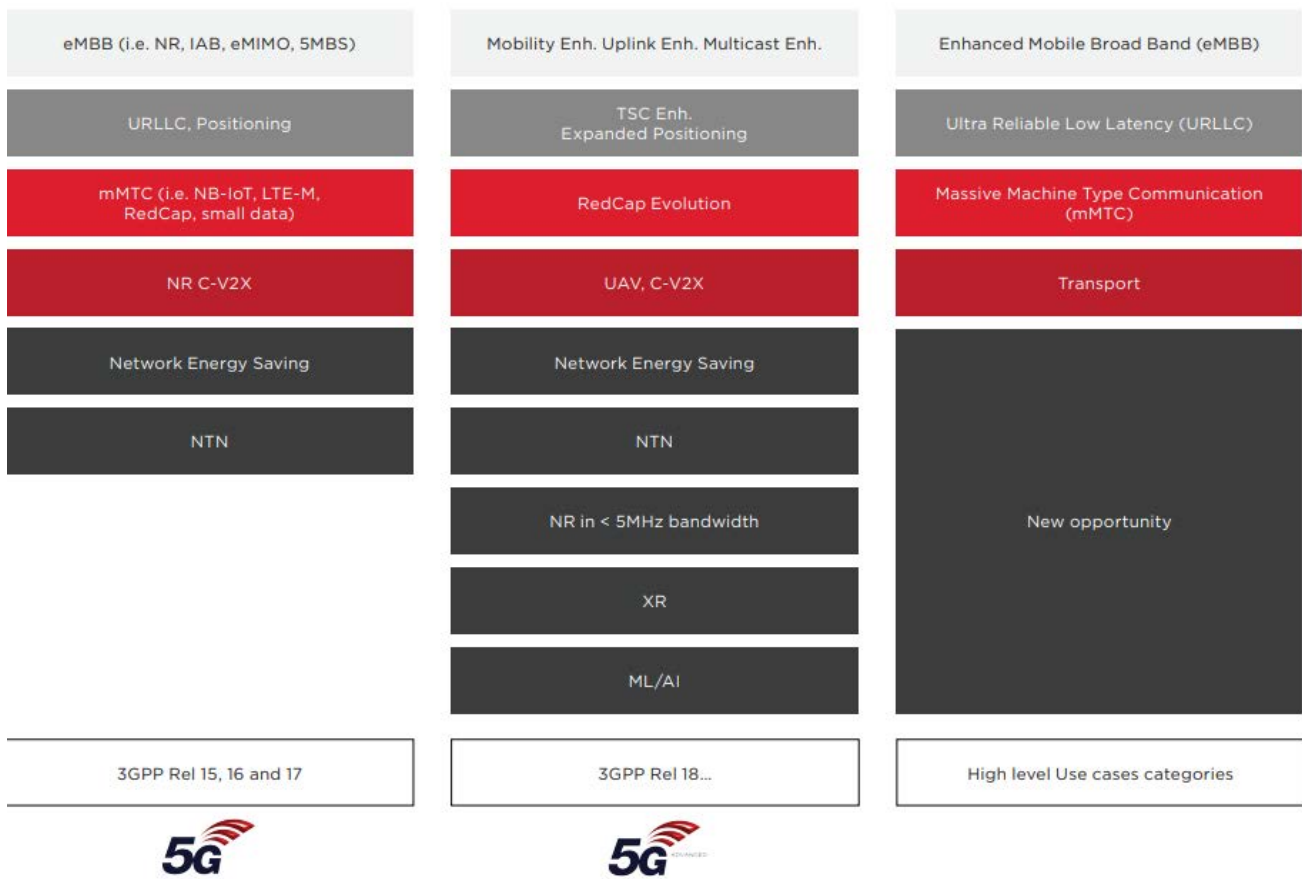 eMBB (i.e. NR, IAB, eMIMO, 5MBS)
URLLC, Positioning
mMTC (i.e. NB-IoT, LTE-M,
RedCap, small data)
NR C-V2X
Network Energy Saving
NTN
3GPP Rel 15, 16 and 17
5G
Mobility Enh. Uplink Enh. Multicast Enh.
TSC Enh.
Expanded Positioning
RedCap Evolution
UAV, C-V2X
Network Energy Saving
NTN
NR in < 5MHz bandwidth
XR
ML/AI
3GPP Rel 18...
5G
ADVANCED
Enhanced Mobile Broad Band (eMBB)
Ultra Reliable Low Latency (URLLC)
Massive Machine Type Communication
(mMTC)
Transport
New opportunity
High level Use cases categories